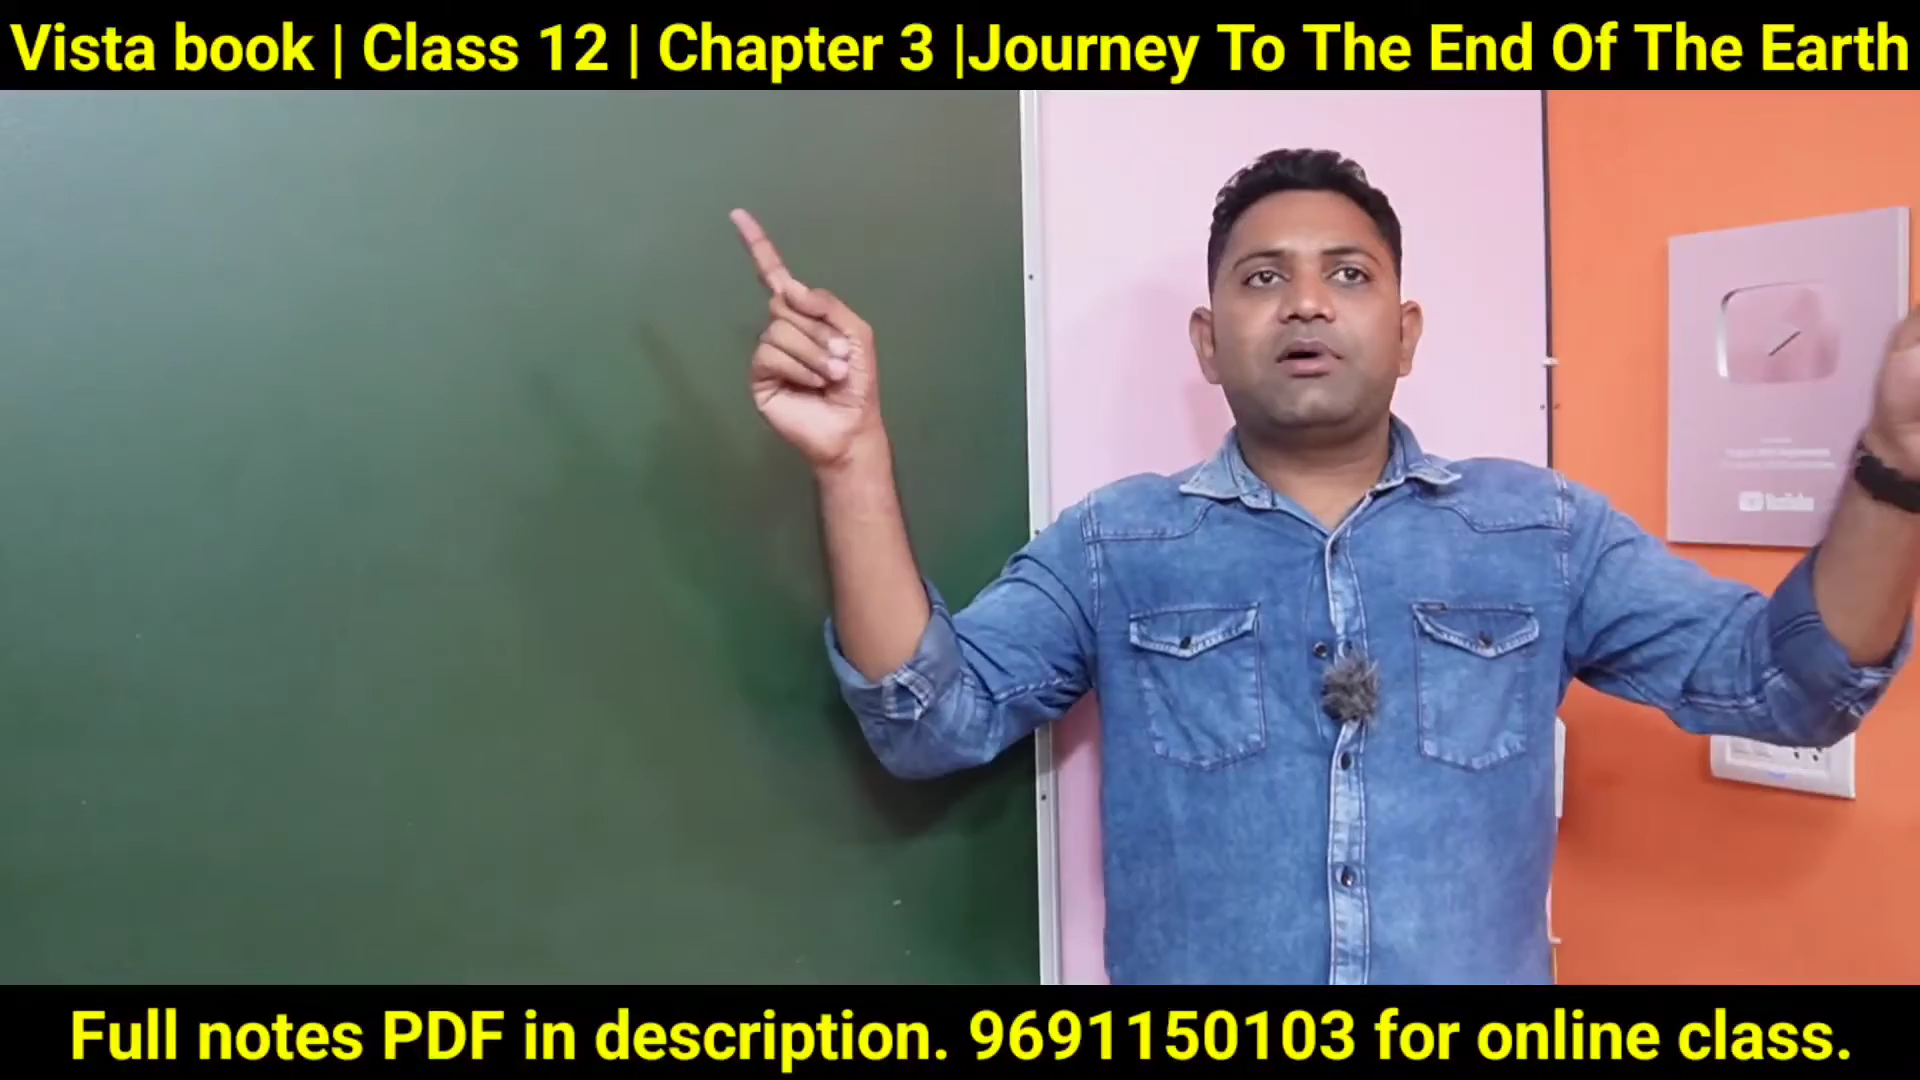 Vista book | Class 12 | Chapter 3 |Journey To The End Of The Earth
YouTube
Full notes PDF in description. 9691150103 for online class.